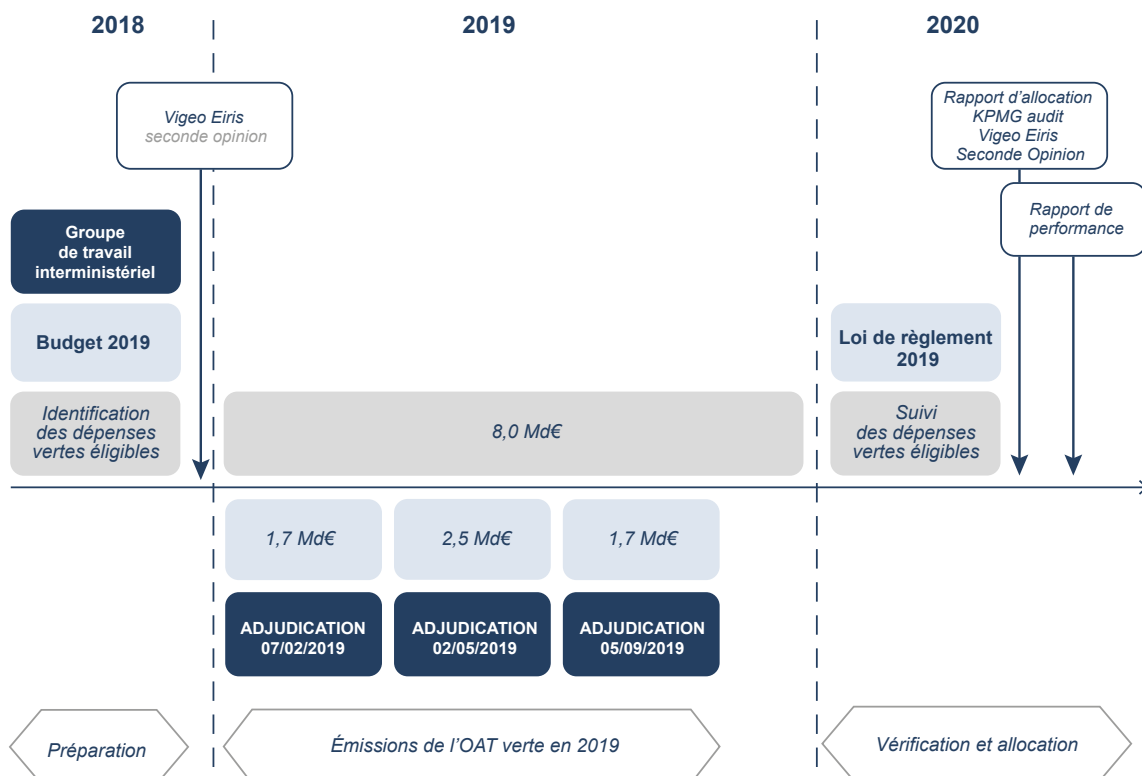 2018
2019
2020
Vigeo Eiris
seconde opinion
Rapport d’allocation
KPMG audit
Vigeo Eiris
Seconde Opinion
Rapport de
performance
Groupe
de travail
interministériel
Budget 2019
Loi de règlement
2019
Identification
des dépenses
vertes éligibles
8,0 Md€
Suivi
des dépenses
vertes éligibles
1,7 Md€
2,5 Md€
1,7 Md€
ADJUDICATION
07/02/2019
ADJUDICATION
02/05/2019
ADJUDICATION
05/09/2019
Préparation
Émissions de l’OAT verte en 2019
Vérification et allocation